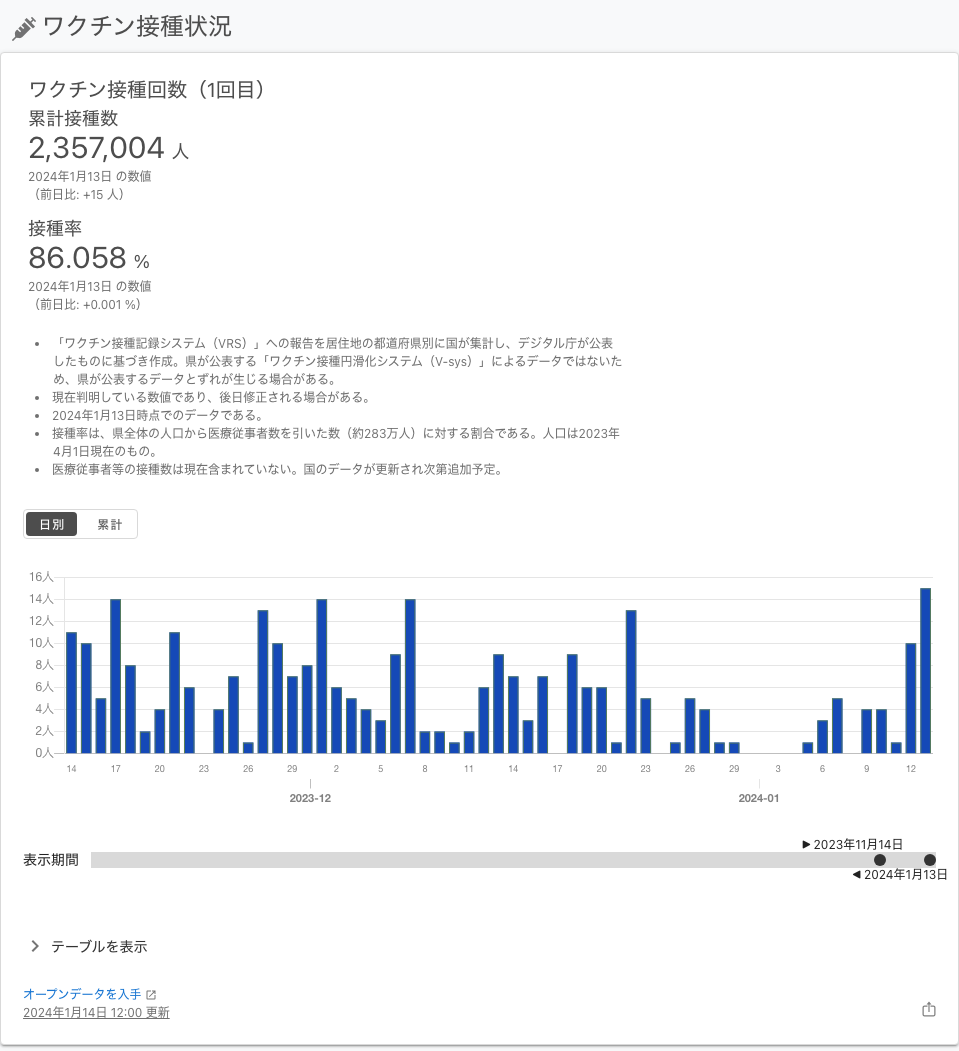 ワクチン接種状況
ワクチン接種回数（1回目）
累計接種数
2,357,004 人
2024年1月13日 の数値
（前日比: +15 人）
接種率
86.058 %
2024年1月13日 の数値
（前日比: +0.001 %）
• 「ワクチン接種記録システム（VRS）」への報告を居住地の都道府県別に国が集計し、デジタル庁が公表
したものに基づき作成。県が公表する「ワクチン接種円滑化システム（V-sys）」によるデータではないた
め、県が公表するデータとずれが生じる場合がある。
• 現在判明している数値であり、後日修正される場合がある。
• 2024年1月13日時点でのデータである。
• 接種率は、県全体の人口から医療従事者数を引いた数（約283万人）に対する割合である。人口は2023年
4月1日現在のもの。
• 医療従事者等の接種数は現在含まれていない。国のデータが更新され次第追加予定。
日別 累計
16人
14人
12人
10人
8人
6人
4人
2人
0人
14 17 20 23 26 29 2 5 8 11 14 17 20 23 26 29 3 6 9 12
2023-12 2024-01
▶ 2023年11月14日
表示期間
◀ 2024年1月13日
テーブルを表示
オープンデータを入手
2024年1月14日 12:00 更新